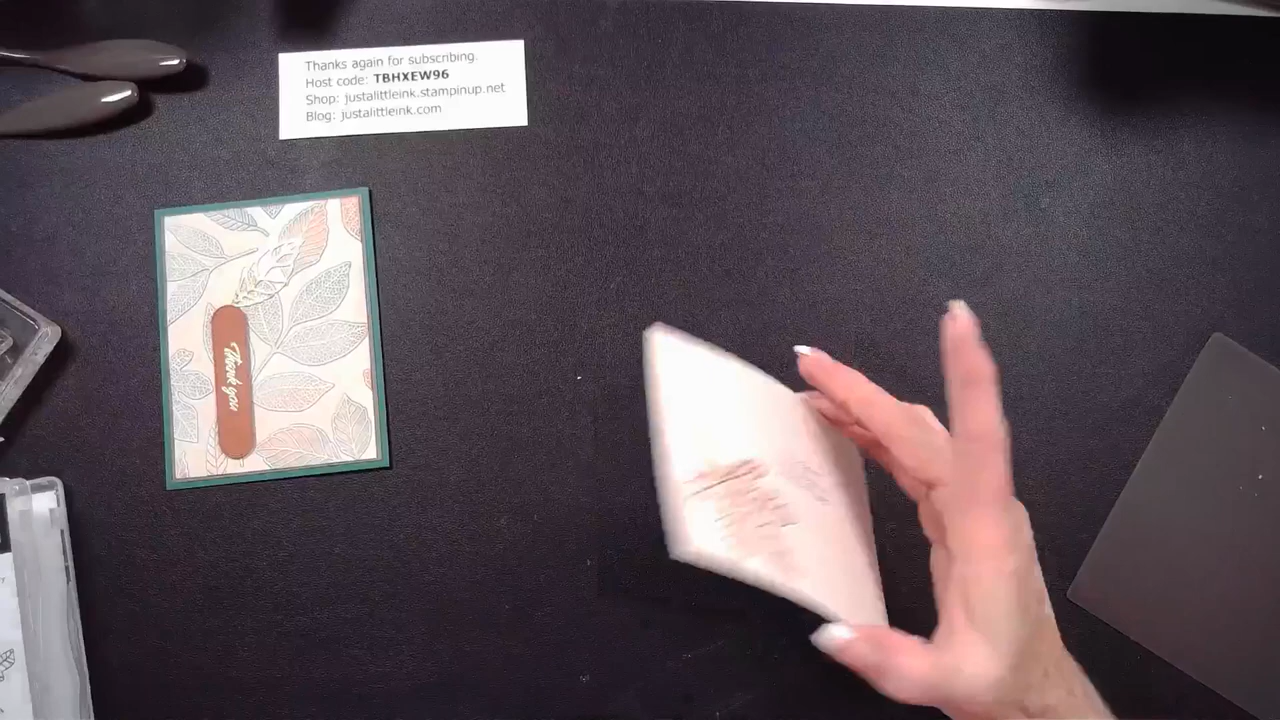 Thanks again for subscribing.
Host code: TBHXEW96
Shop: justalittleink.stampinup.net
Blog: justalittleink.com
Thank you